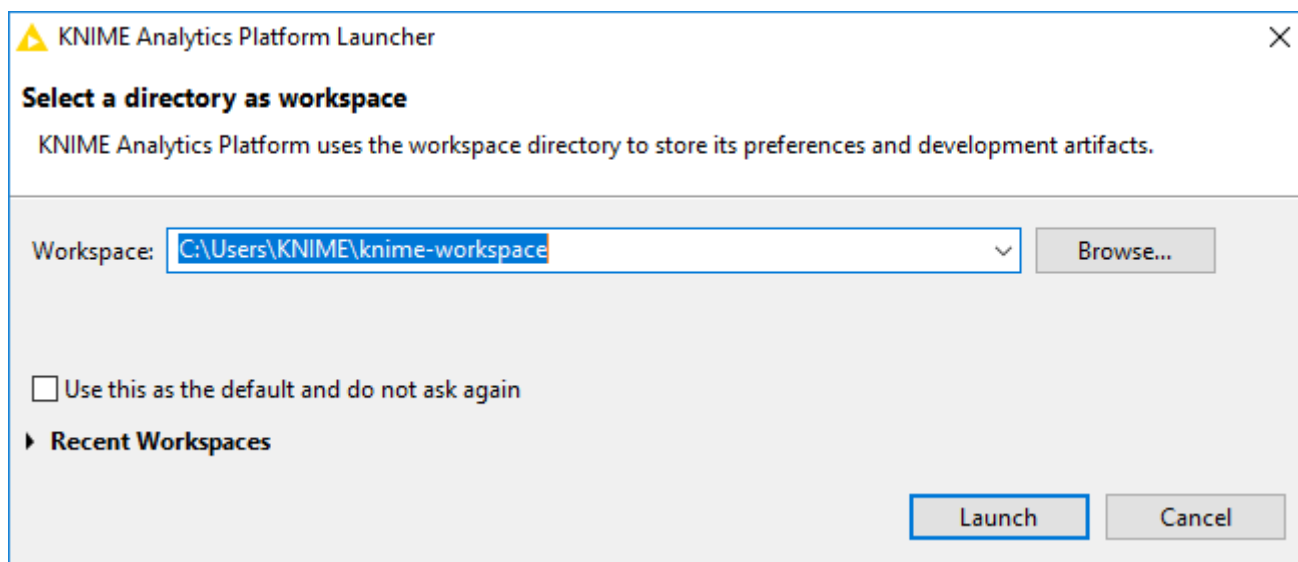 KNIME Analytics Platform Launcher
Select a directory as workspace
KNIME Analytics Platform uses the workspace directory to store its preferences and development artifacts.
Workspace: C:\Users\KNIME\knime-workspace Browse...
Use this as the default and do not ask again
Recent Workspaces
Launch Cancel